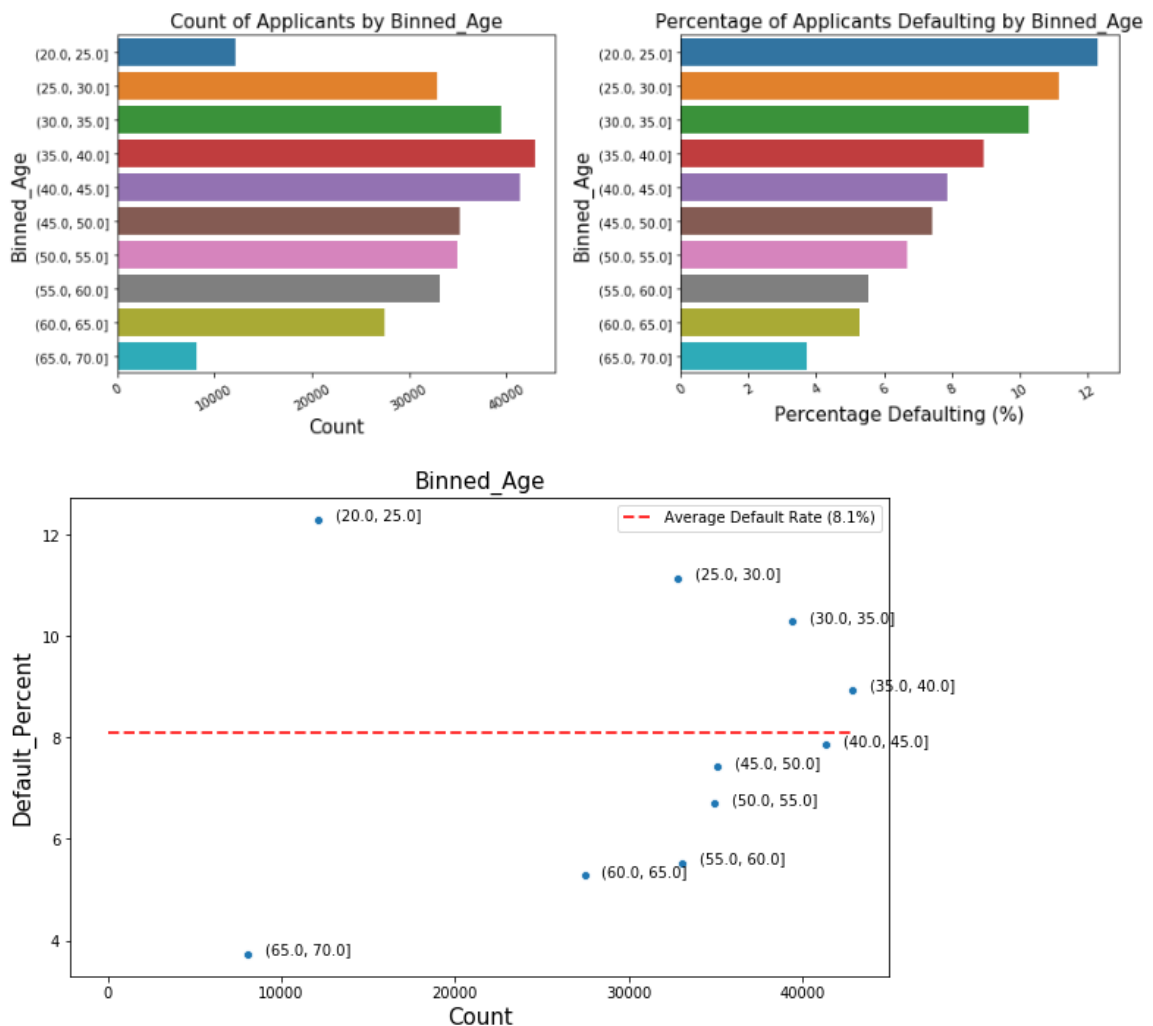 Count of Applicants by Binned_Age
Binned_Age
(20.0, 25.0]
(25.0, 30.0]
(30.0, 35.0]
(35.0, 40.0]
(40.0, 45.0]
(45.0, 50.0]
(50.0, 55.0]
(55.0, 60.0]
(60.0, 65.0]
(65.0, 70.0]
0 10000 20000 30000 40000
Count
Percentage of Applicants Defaulting by Binned_Age
Binned_Age
(20.0, 25.0]
(25.0, 30.0]
(30.0, 35.0]
(35.0, 40.0]
(40.0, 45.0]
(45.0, 50.0]
(50.0, 55.0]
(55.0, 60.0]
(60.0, 65.0]
(65.0, 70.0]
0 2 4 6 8 10 12
Percentage Defaulting (%)
Binned_Age
Average Default Rate (8.1%)
Default_Percent
12
10
8
6
4
(20.0, 25.0]
(25.0, 30.0]
(30.0, 35.0]
(35.0, 40.0]
(40.0, 45.0]
(45.0, 50.0]
(50.0, 55.0]
(55.0, 60.0]
(60.0, 65.0]
(65.0, 70.0]
0 10000 20000 30000 40000
Count